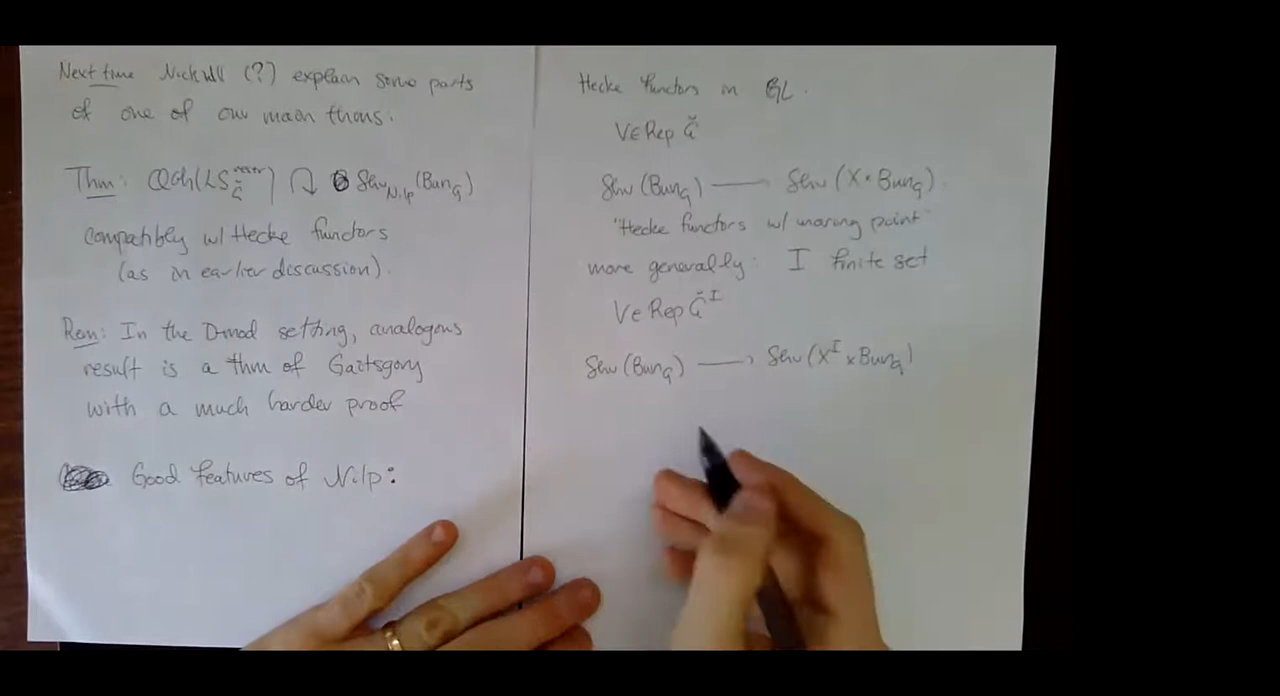 Next time Nick will (?) explain some parts
of one of our main thms.
Thm: QCoh(LS_Ǧ^restr) ↷ Shv_Nilp(Bun_G)
compatibly w/ Hecke functors
(as in earlier discussion).
Rem: In the D-mod setting, analogous
result is a thm of Gaitsgory
with a much harder proof
Good features of Nilp:
Hecke functors in GL.
V∈Rep Ǧ
Shv(Bun_G) → Shv(X×Bun_G).
"Hecke functors w/ moving point"
more generally: I finite set
V∈Rep Ǧ^I
Shv(Bun_G) → Shv(X^I×Bun_G)